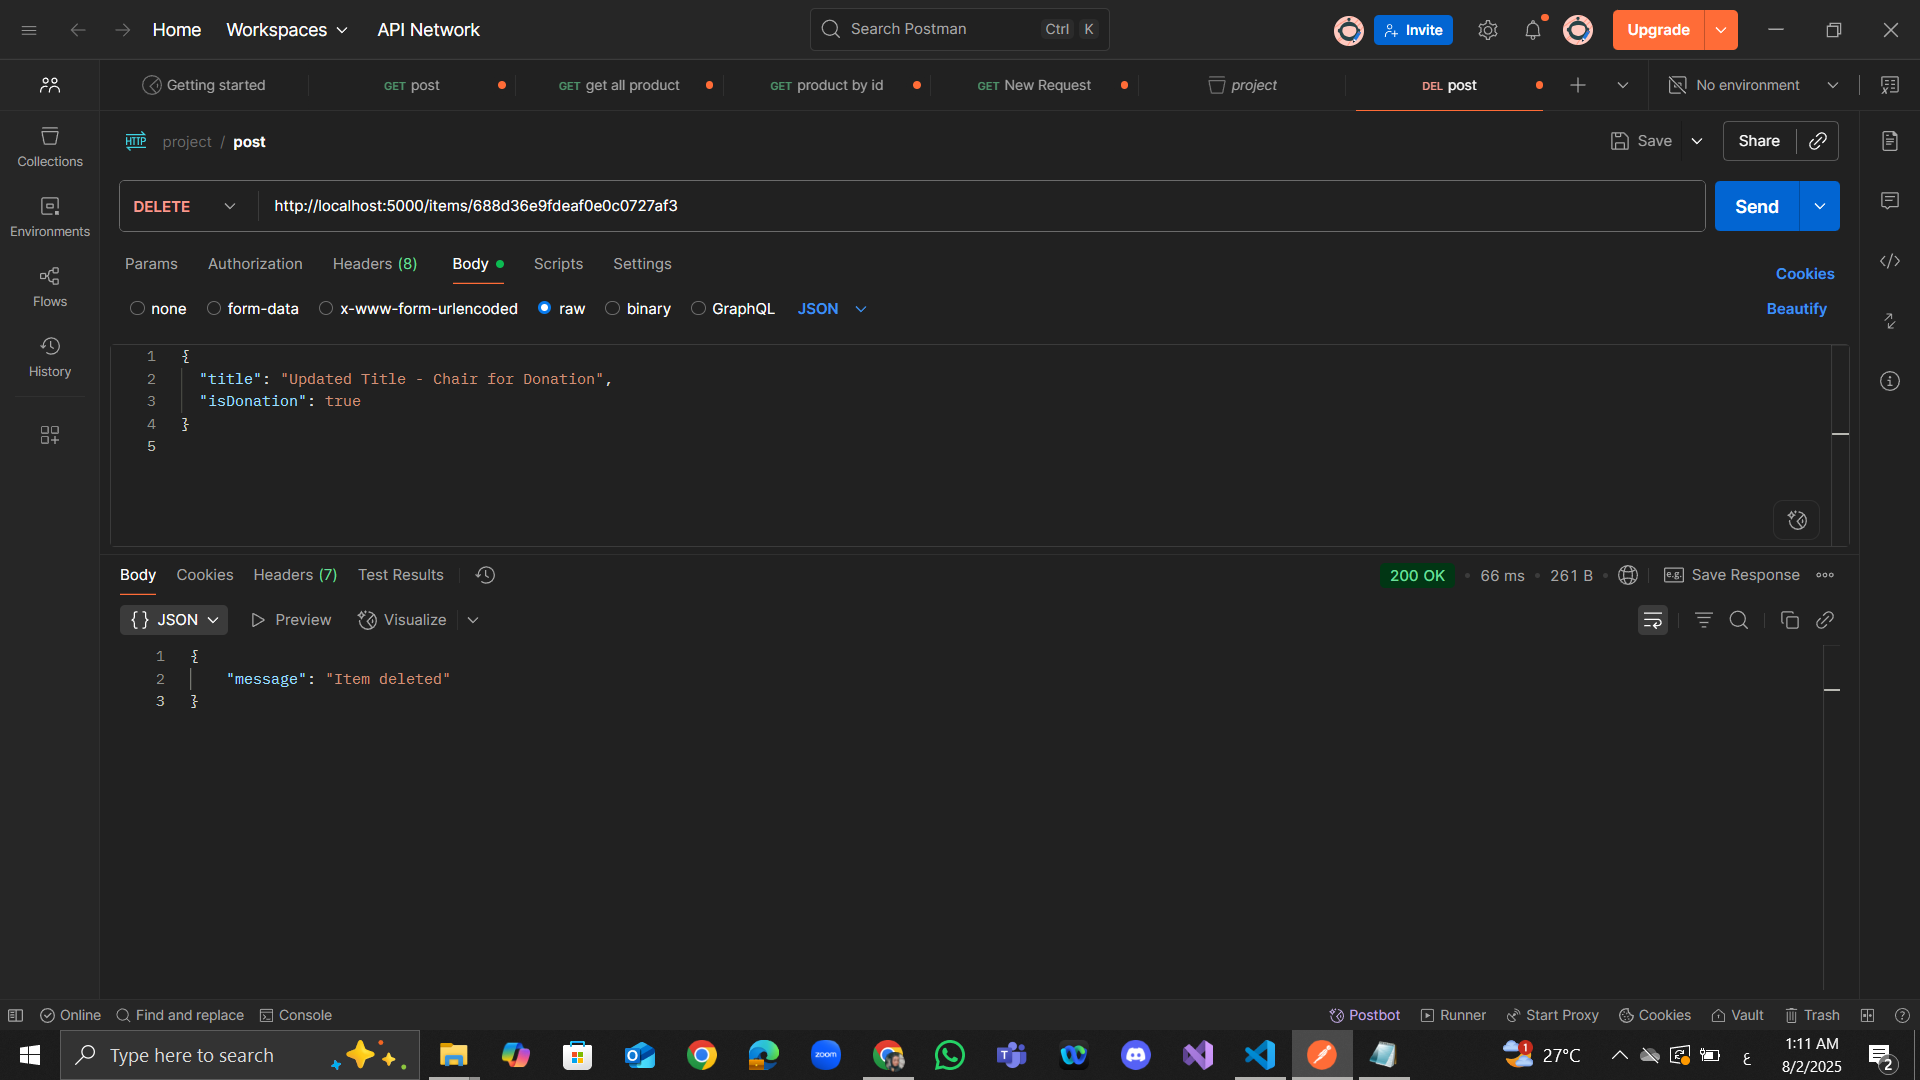 Home Workspaces API Network Search Postman Ctrl K Invite Upgrade
Getting started GET post GET get all product GET product by id GET New Request project DEL post No environment
HTTP project / post Save Share
Collections
Environments
Flows
History
DELETE http://localhost:5000/items/688d36e9fdeaf0e0c0727af3 Send
Params Authorization Headers (8) Body Scripts Settings Cookies
none form-data x-www-form-urlencoded raw binary GraphQL JSON Beautify
1 {
2 "title": "Updated Title - Chair for Donation",
3 "isDonation": true
4 }
5
Body Cookies Headers (7) Test Results 200 OK 66 ms 261 B e.g. Save Response
{} JSON Preview Visualize
1 {
2 "message": "Item deleted"
3 }
Online Find and replace Console Postbot Runner Start Proxy Cookies Vault Trash
Type here to search zoom 1 27°C ع 1:11 AM
8/2/2025 2